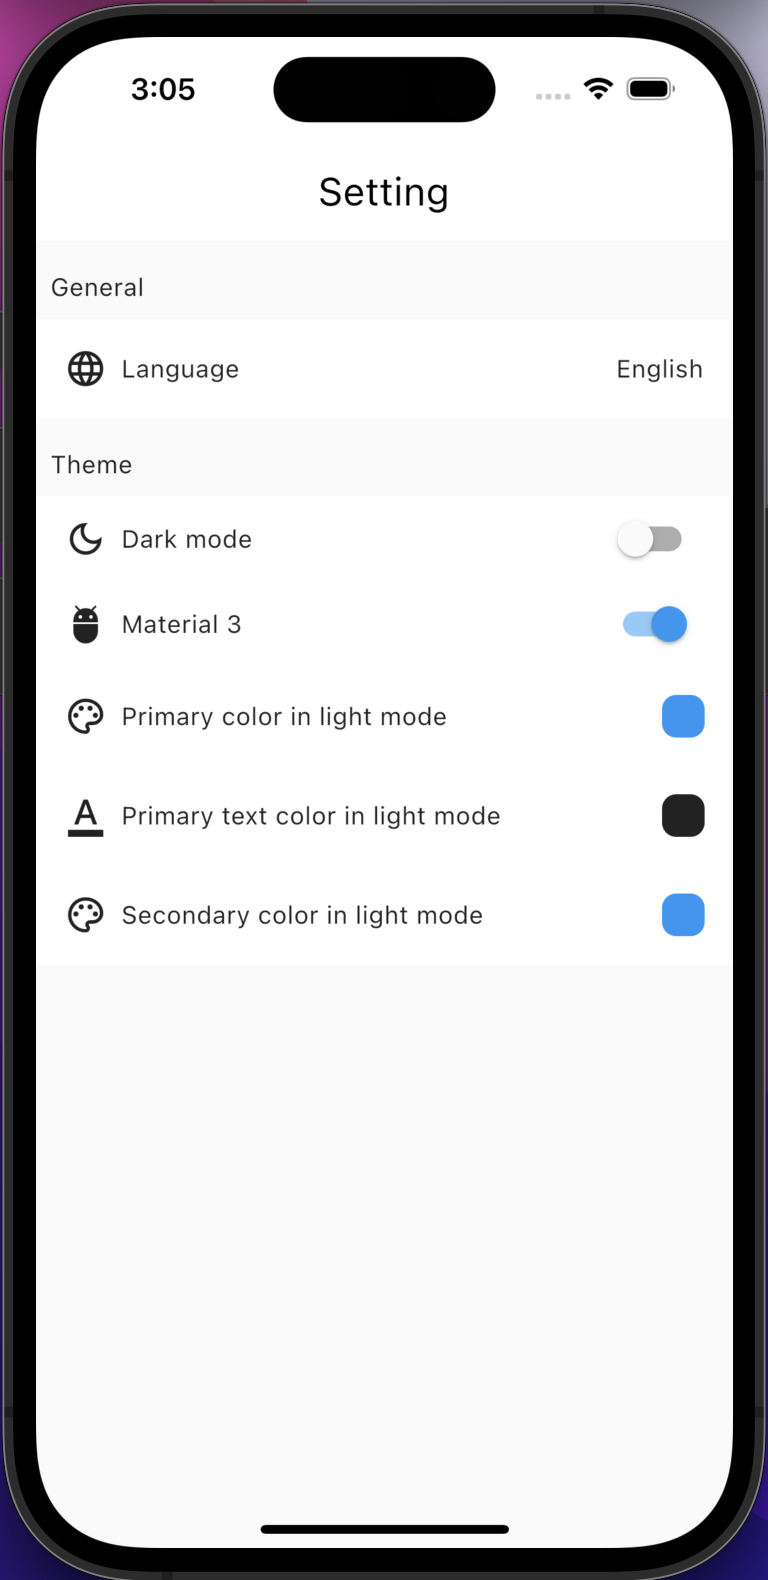 3:05
Setting
General
Language English
Theme
Dark mode
Material 3
Primary color in light mode
A Primary text color in light mode
Secondary color in light mode